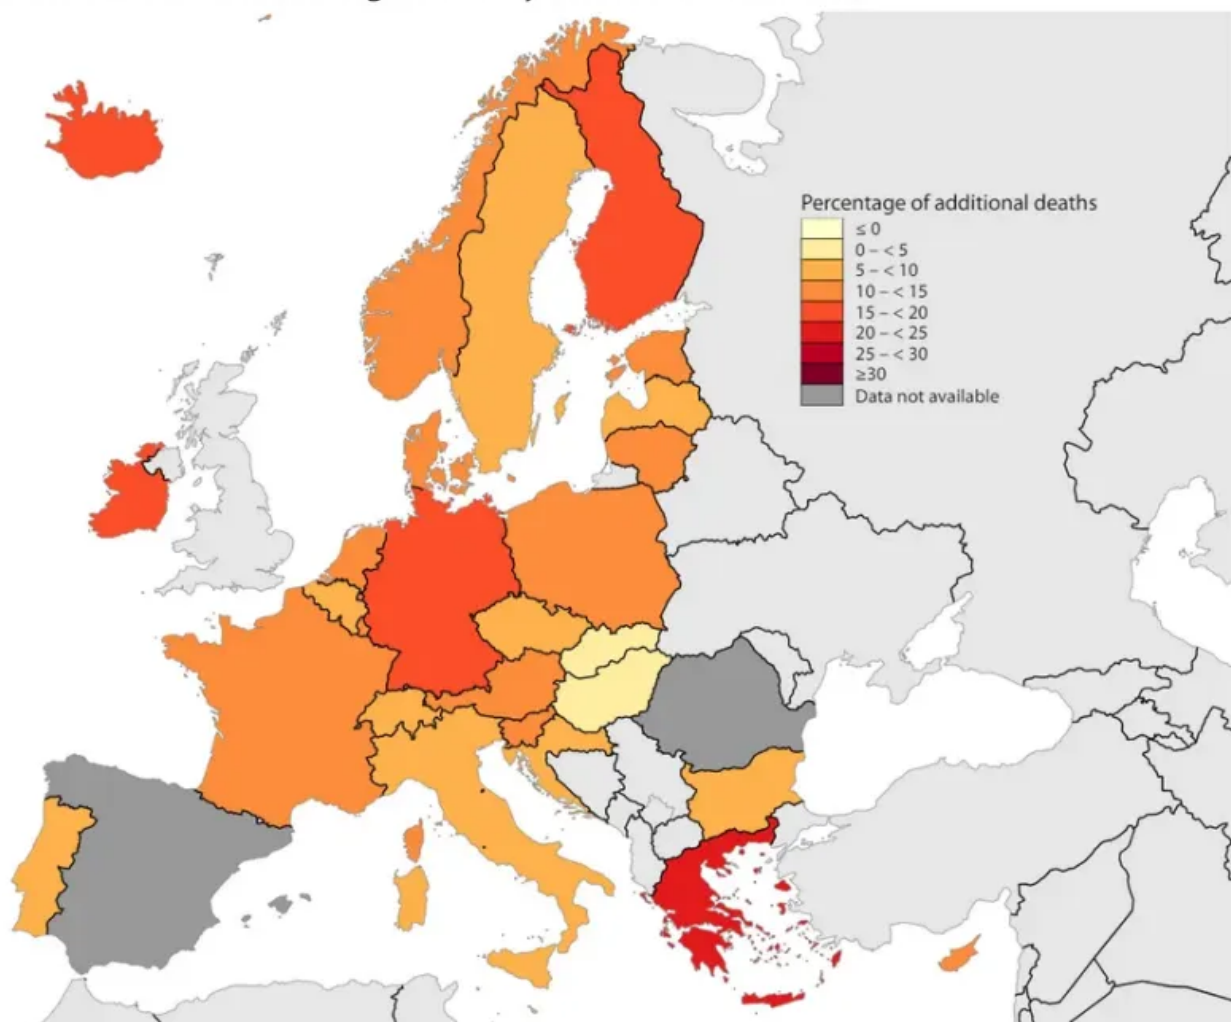 Percentage of additional deaths
≤ 0
0 – < 5
5 – < 10
10 – < 15
15 – < 20
20 – < 25
25 – < 30
≥30
Data not available